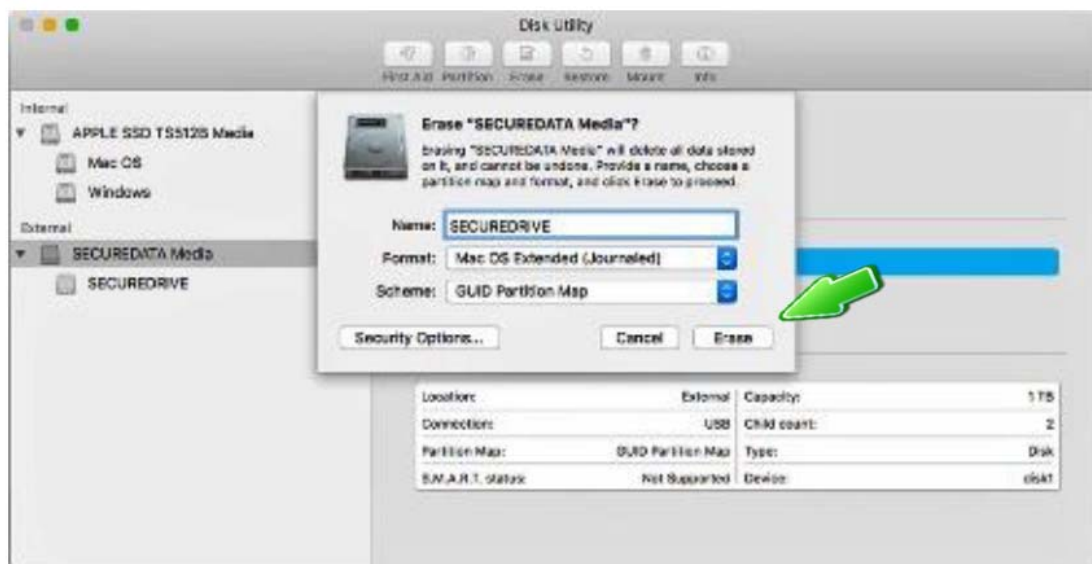 Disk Utility
First Aid Partition Erase Restore Mount Info
Internal
APPLE SSD TS512B Media
Mac OS
Windows
External
SECUREDATA Media
SECUREDRIVE
Erase "SECUREDATA Media"?
Erasing "SECUREDATA Media" will delete all data stored
on it, and cannot be undone. Provide a name, choose a
partition map and format, and click Erase to proceed.
Name: SECUREDRIVE
Format: Mac OS Extended (Journaled)
Scheme: GUID Partition Map
Security Options... Cancel Erase
Location: External Capacity: 1 TB
Connection: USB Child count: 2
Partition Map: GUID Partition Map Type: Disk
S.M.A.R.T. status: Not Supported Device: disk1